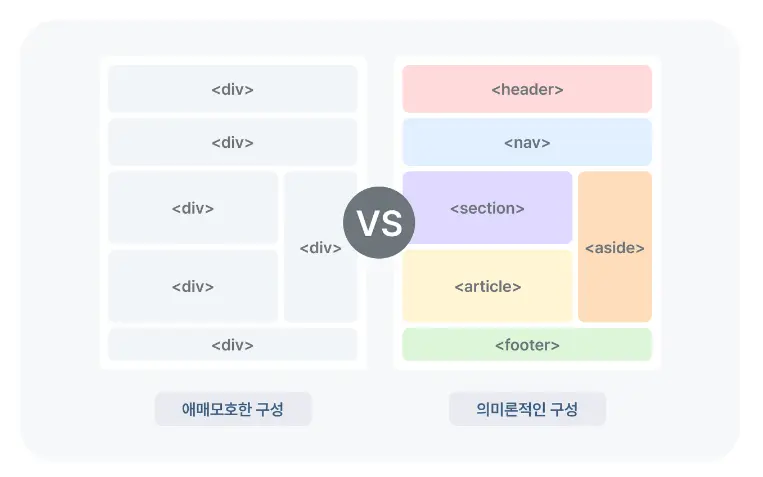 <div>
<div>
<div>
<div>
<div>
<div>
애매모호한 구성
VS
<header>
<nav>
<section>
<aside>
<article>
<footer>
의미론적인 구성